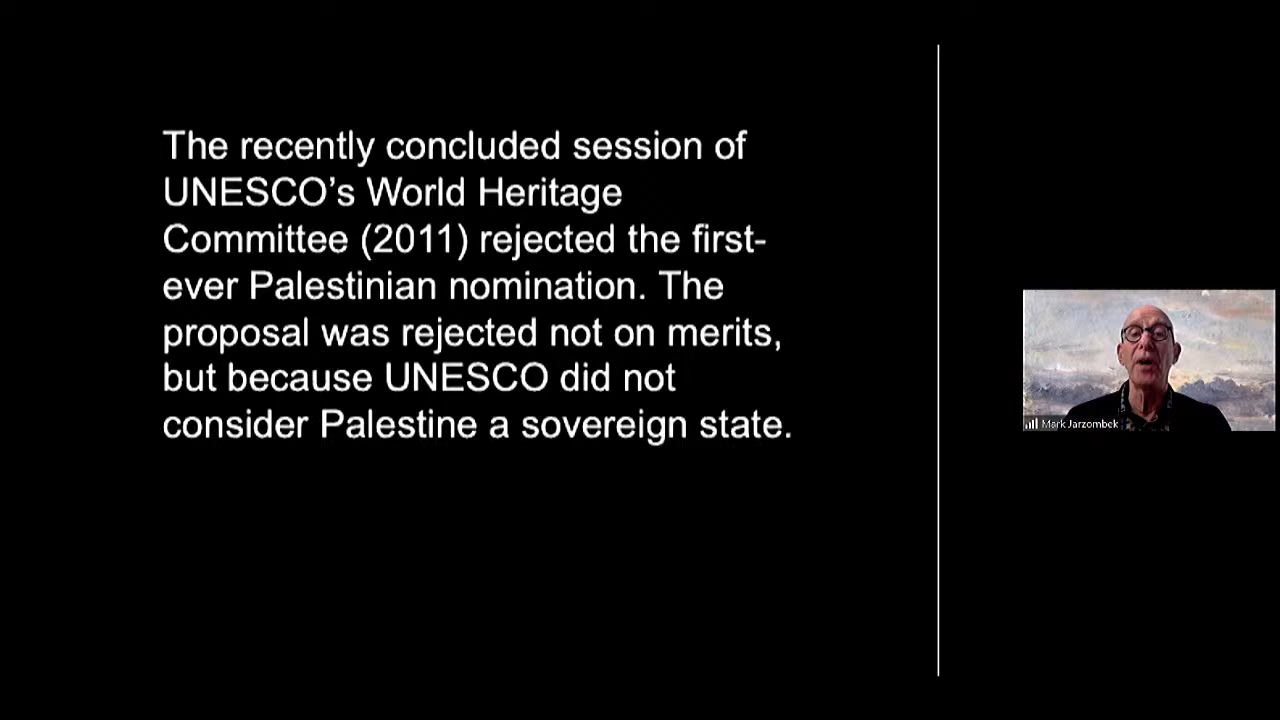 The recently concluded session of
UNESCO’s World Heritage
Committee (2011) rejected the first-
ever Palestinian nomination. The
proposal was rejected not on merits,
but because UNESCO did not
consider Palestine a sovereign state.
Mark Jarzombek